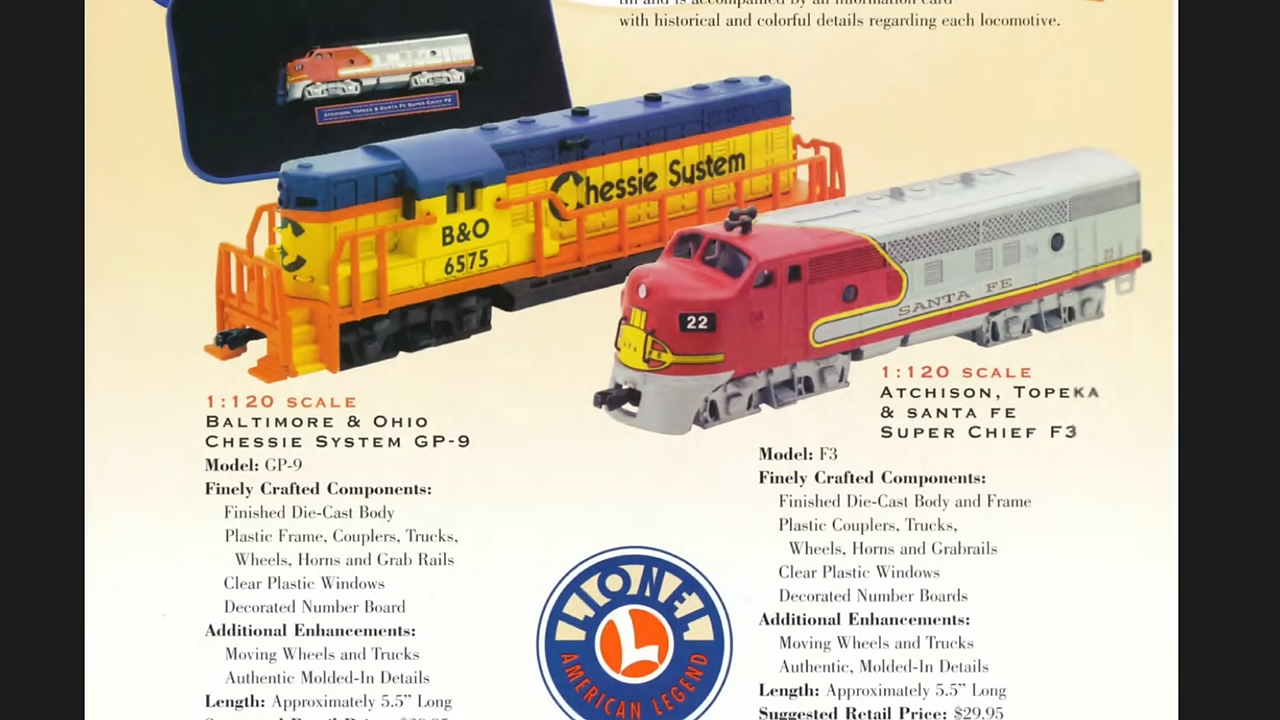 with historical and colorful details regarding each locomotive.
ATCHISON, TOPEKA & SANTA FE SUPER CHIEF F3
Chessie System
B&O
6575
22
SANTA FE
22
1:120 SCALE
BALTIMORE & OHIO
CHESSIE SYSTEM GP-9
Model: GP-9
Finely Crafted Components:
Finished Die-Cast Body
Plastic Frame, Couplers, Trucks,
Wheels, Horns and Grab Rails
Clear Plastic Windows
Decorated Number Board
Additional Enhancements:
Moving Wheels and Trucks
Authentic Molded-In Details
Length: Approximately 5.5” Long
1:120 SCALE
ATCHISON, TOPEKA
& SANTA FE
SUPER CHIEF F3
Model: F3
Finely Crafted Components:
Finished Die-Cast Body and Frame
Plastic Couplers, Trucks,
Wheels, Horns and Grabrails
Clear Plastic Windows
Decorated Number Boards
Additional Enhancements:
Moving Wheels and Trucks
Authentic, Molded-In Details
Length: Approximately 5.5” Long
Suggested Retail Price: $29.95
LIONEL
L
AMERICAN LEGEND